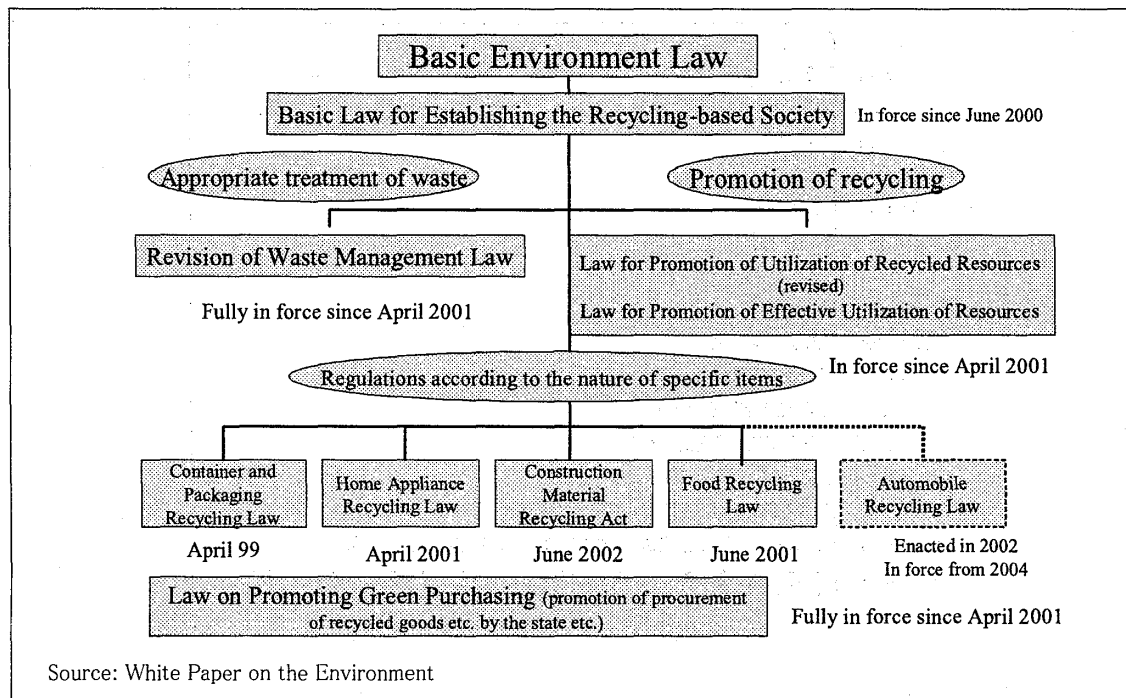 Basic Environment Law
Basic Law for Establishing the Recycling-based Society
In force since June 2000
Appropriate treatment of waste
Promotion of recycling
Revision of Waste Management Law
Fully in force since April 2001
Law for Promotion of Utilization of Recycled Resources
(revised)
Law for Promotion of Effective Utilization of Resources
In force since April 2001
Regulations according to the nature of specific items
Container and
Packaging
Recycling Law
April 99
Home Appliance
Recycling Law
April 2001
Construction
Material
Recycling Act
June 2002
Food Recycling
Law
June 2001
Automobile
Recycling Law
Enacted in 2002
In force from 2004
Law on Promoting Green Purchasing (promotion of procurement
of recycled goods etc. by the state etc.)
Fully in force since April 2001
Source: White Paper on the Environment